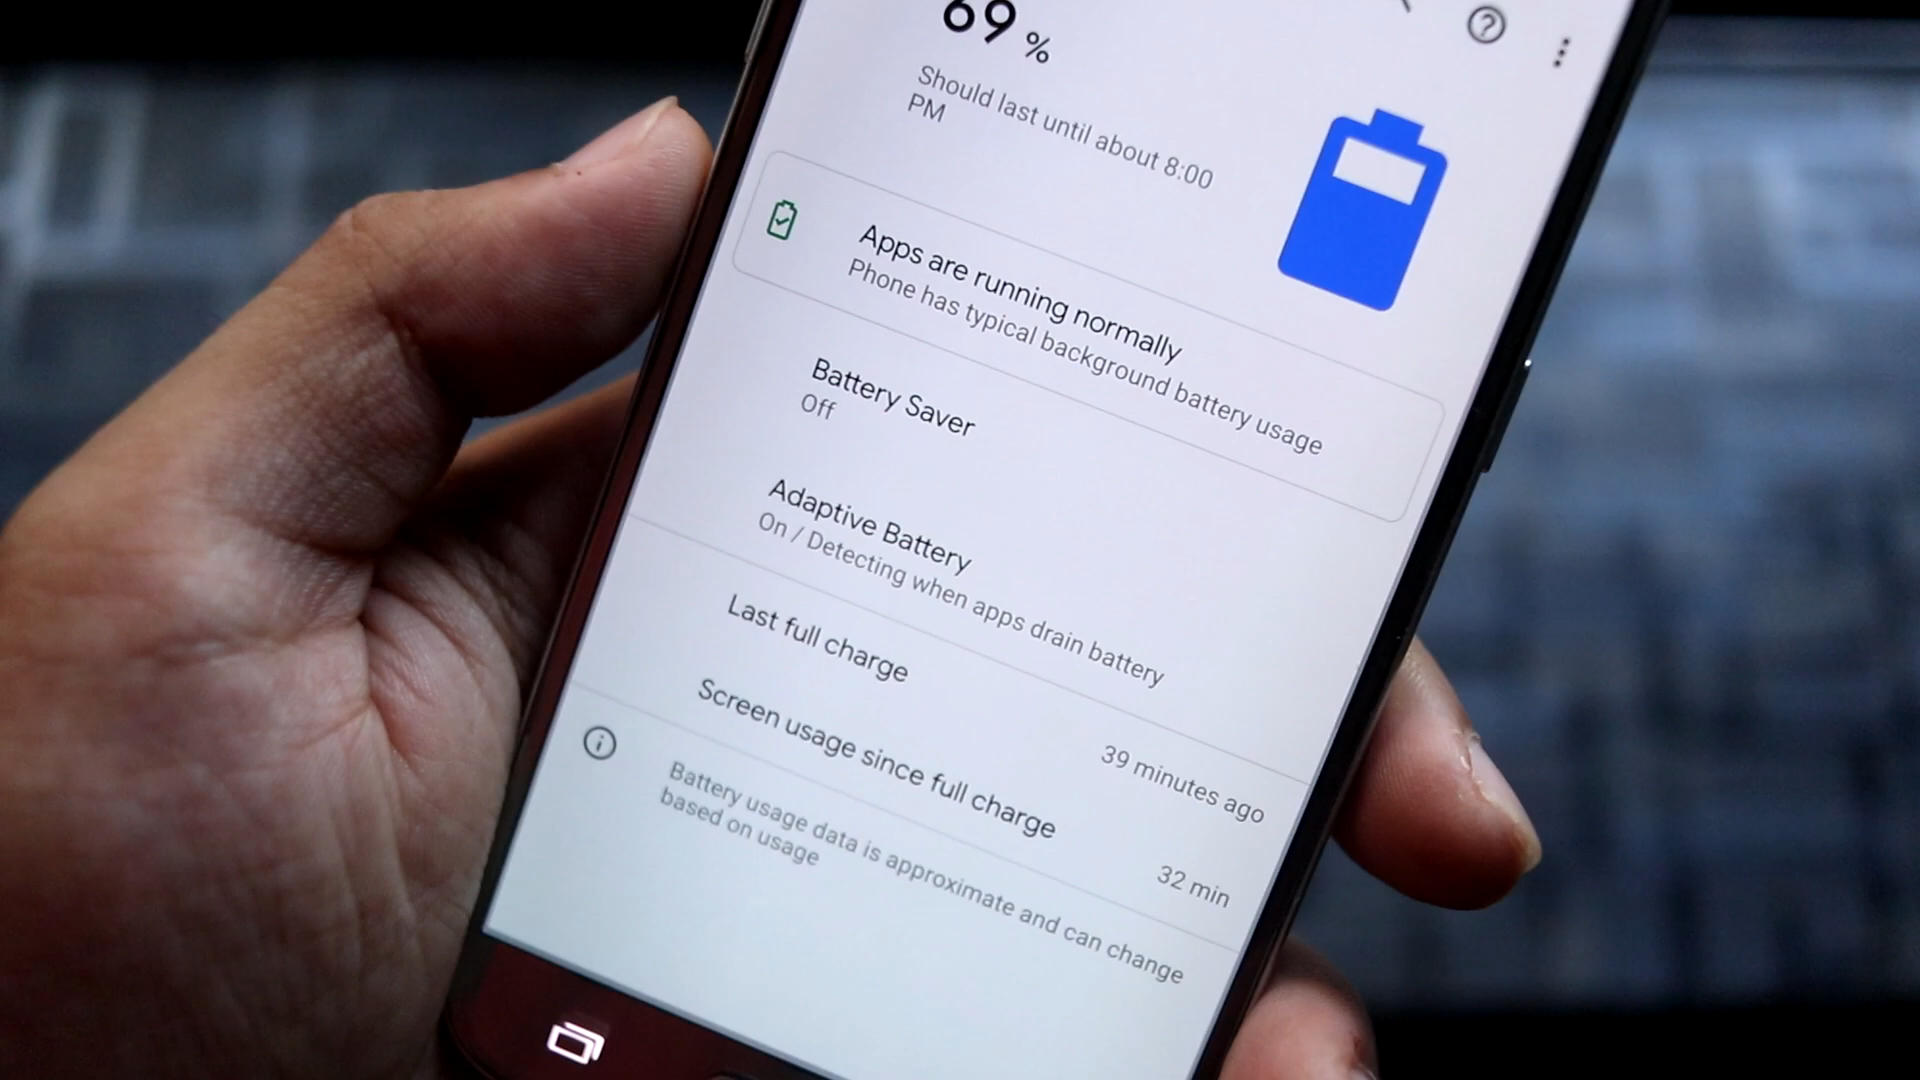 69 %
Should last until about 8:00
PM
Apps are running normally
Phone has typical background battery usage
Battery Saver
Off
Adaptive Battery
On / Detecting when apps drain battery
Last full charge
39 minutes ago
Screen usage since full charge
32 min
Battery usage data is approximate and can change
based on usage